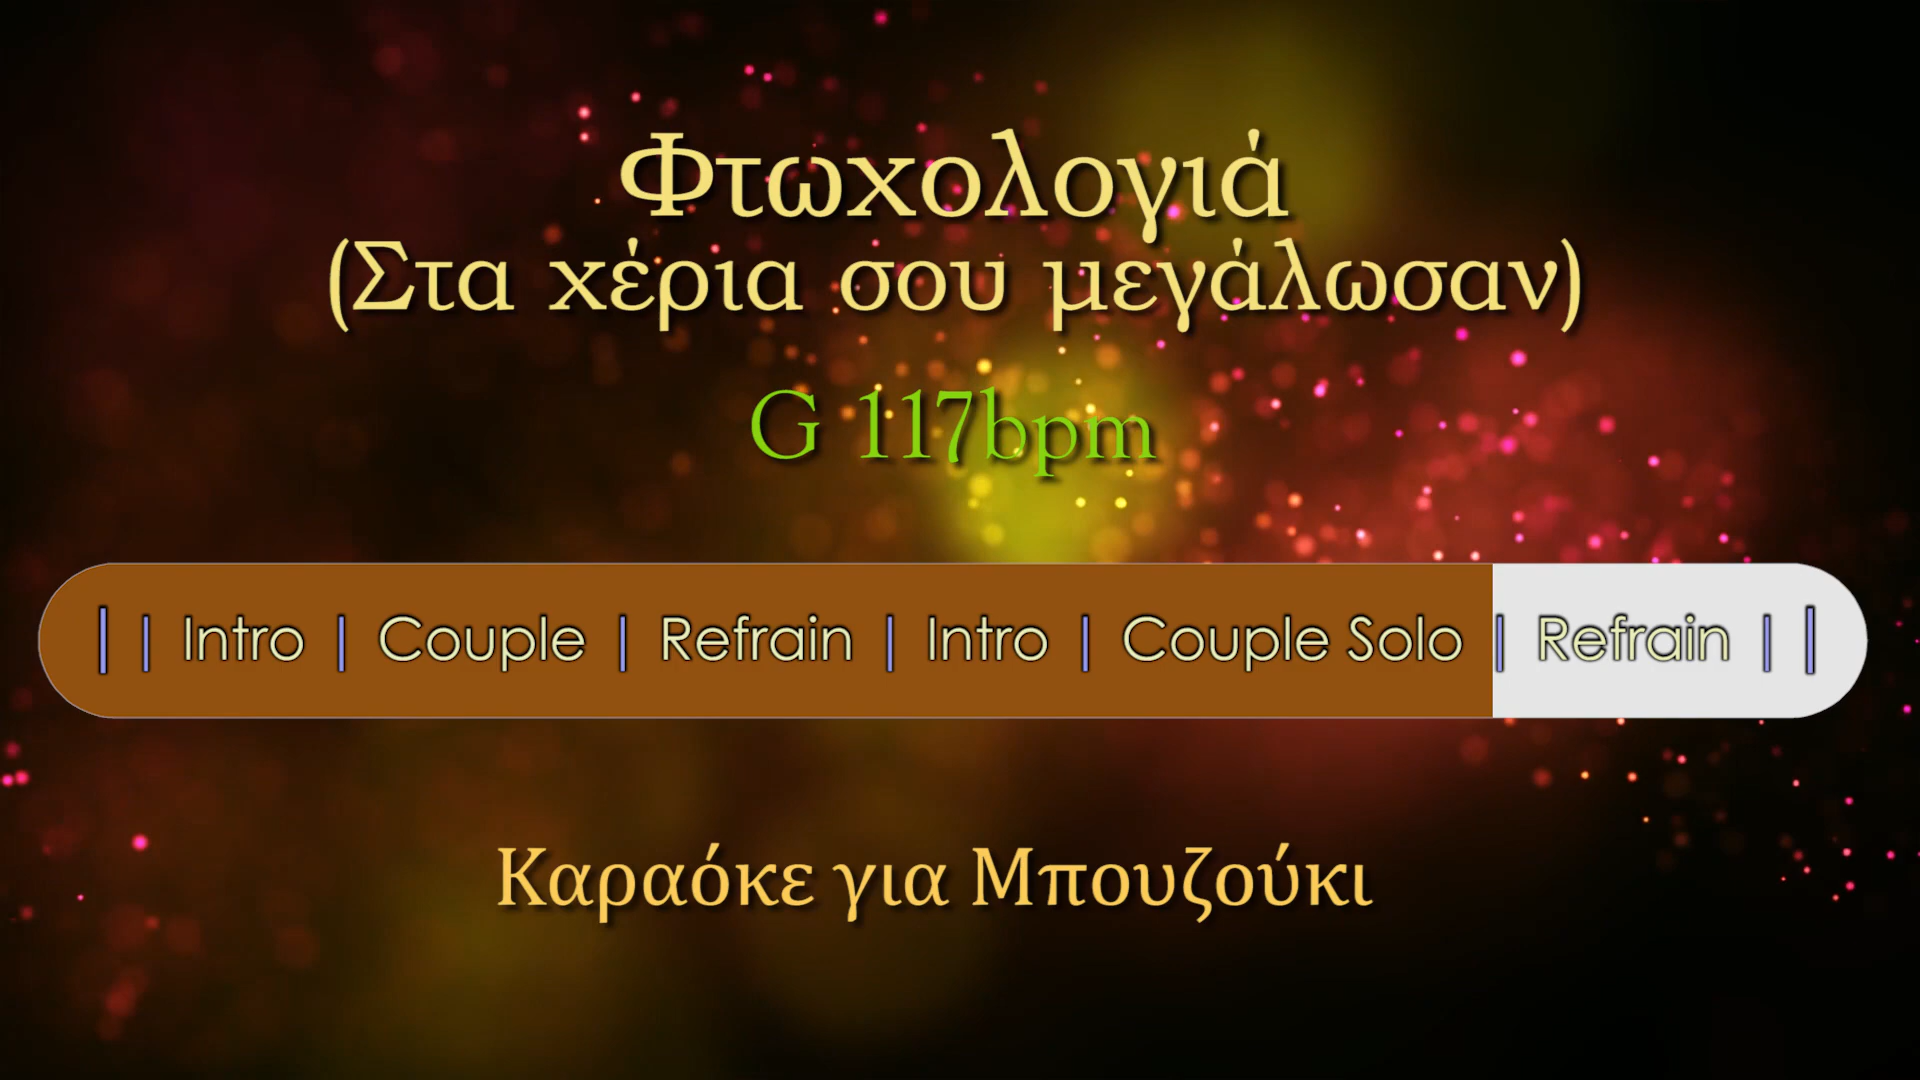 Φτωχολογιά
(Στα χέρια σου μεγάλωσαν)
G 117bpm
| | Intro | Couple | Refrain | Intro | Couple Solo | Refrain | |
Καραόκε για Μπουζούκι